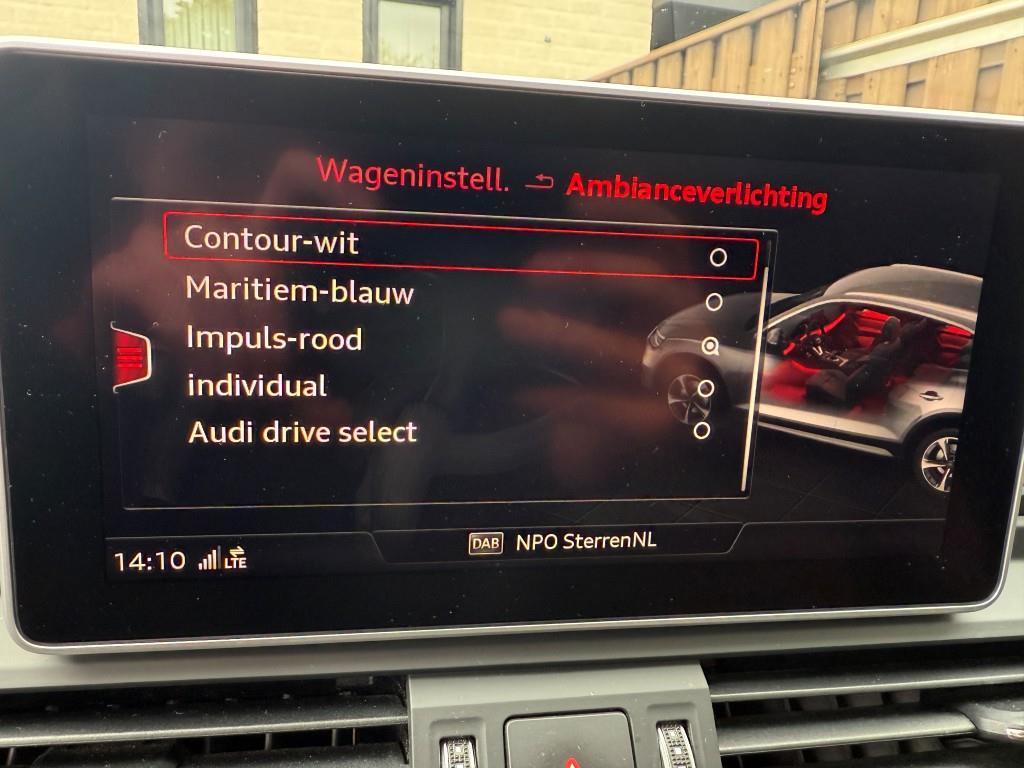 Wageninstell. Ambianceverlichting
Contour-wit
Maritiem-blauw
Impuls-rood
individual
Audi drive select
DAB NPO SterrenNL
14:10 LTE